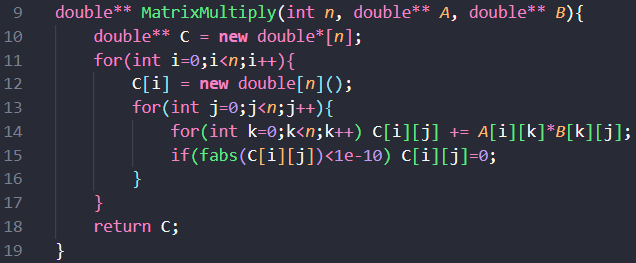 9 double** MatrixMultiply(int n, double** A, double** B){
10     double** C = new double*[n];
11     for(int i=0;i<n;i++){
12         C[i] = new double[n]();
13         for(int j=0;j<n;j++){
14             for(int k=0;k<n;k++) C[i][j] += A[i][k]*B[k][j];
15             if(fabs(C[i][j])<1e-10) C[i][j]=0;
16         }
17     }
18     return C;
19 }